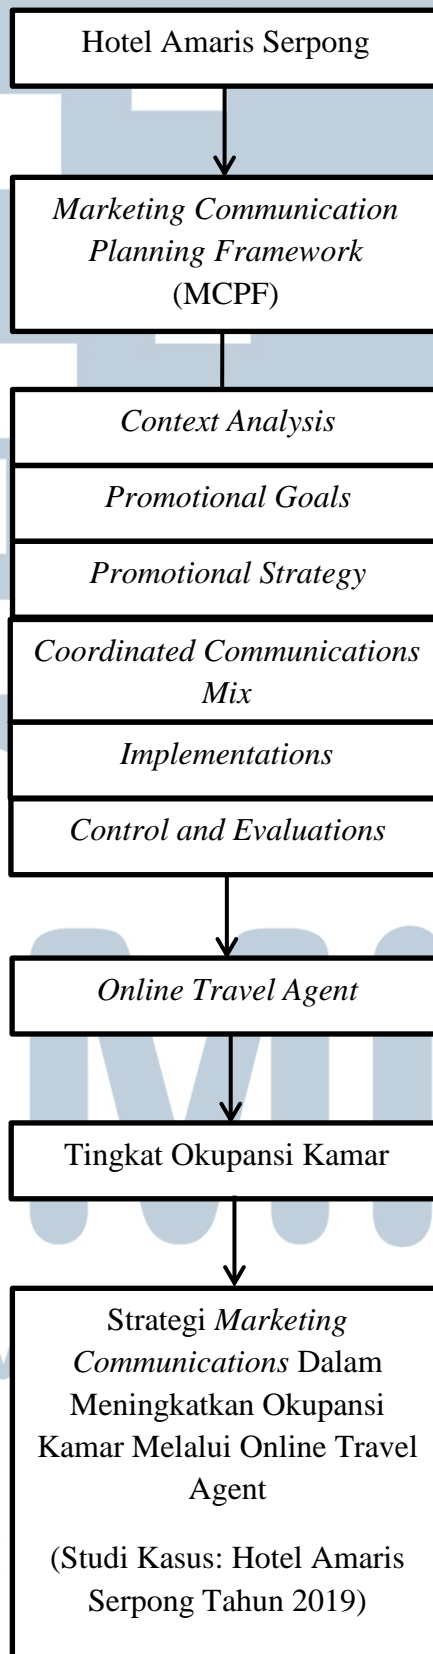 Hotel Amaris Serpong
Marketing Communication
Planning Framework
(MCPF)
Context Analysis
Promotional Goals
Promotional Strategy
Coordinated Communications
Mix
Implementations
Control and Evaluations
Online Travel Agent
Tingkat Okupansi Kamar
Strategi Marketing
Communications Dalam
Meningkatkan Okupansi
Kamar Melalui Online Travel
Agent
(Studi Kasus: Hotel Amaris
Serpong Tahun 2019)